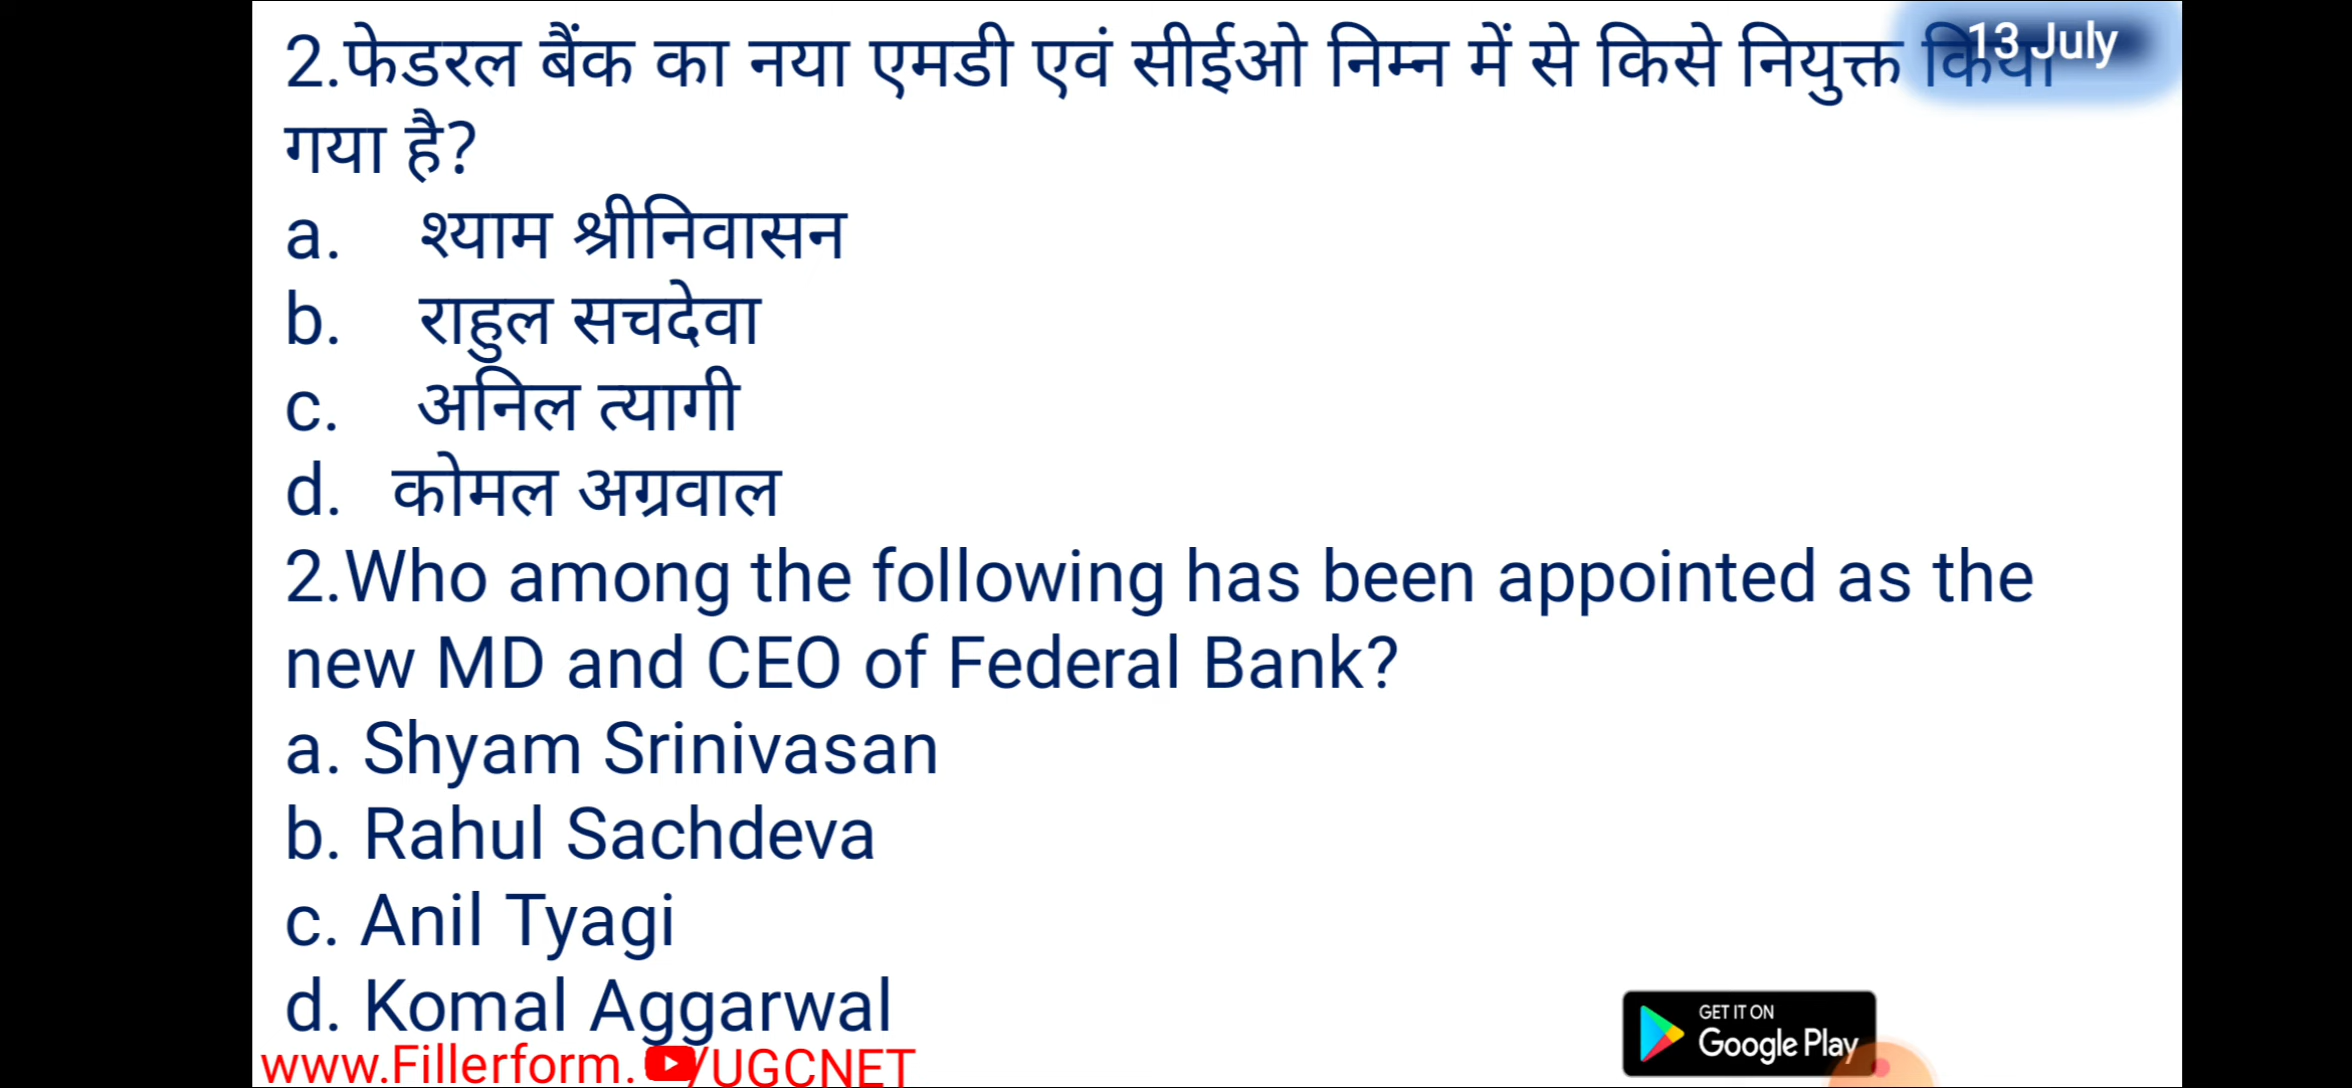 2.फेडरल बैंक का नया एमडी एवं सीईओ निम्न में से किसे नियुक्त किया
13 July
गया है?
a. श्याम श्रीनिवासन
b. राहुल सचदेवा
c. अनिल त्यागी
d. कोमल अग्रवाल
2.Who among the following has been appointed as the
new MD and CEO of Federal Bank?
a. Shyam Srinivasan
b. Rahul Sachdeva
c. Anil Tyagi
d. Komal Aggarwal
www.Fillerform. /UGCNET
GET IT ON
Google Play